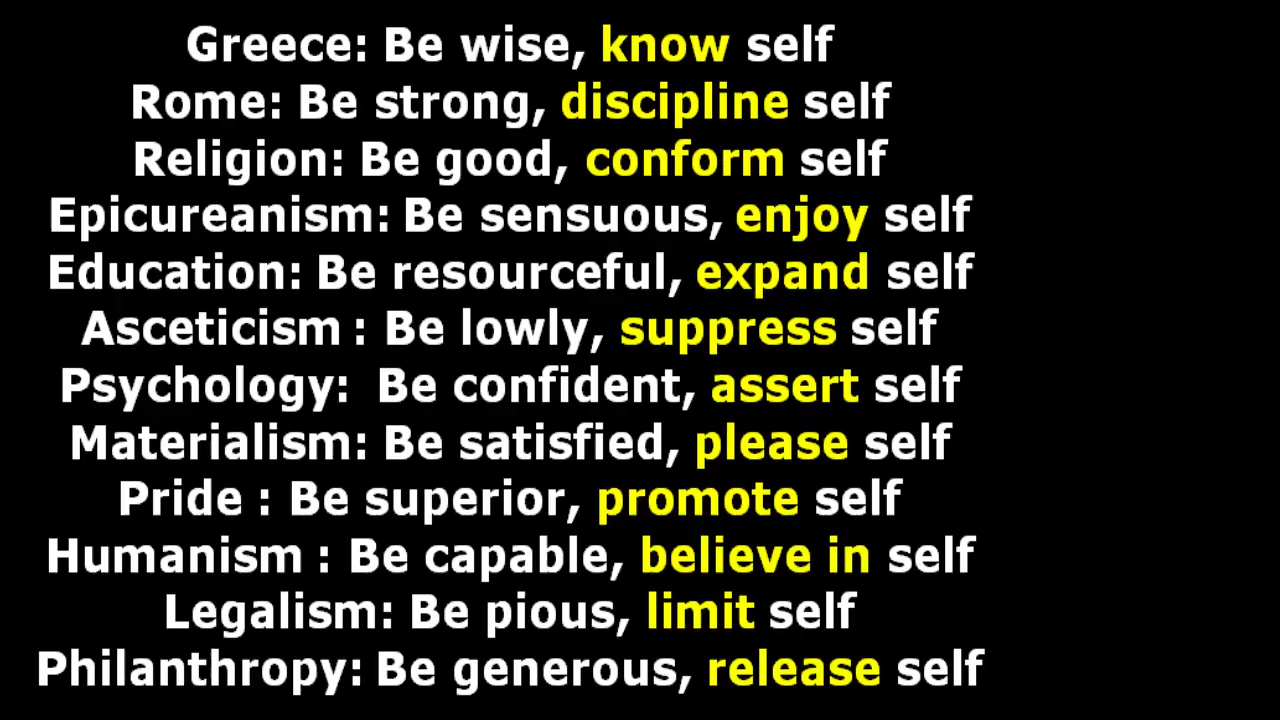 Greece: Be wise, know self
Rome: Be strong, discipline self
Religion: Be good, conform self
Epicureanism: Be sensuous, enjoy self
Education: Be resourceful, expand self
Asceticism : Be lowly, suppress self
Psychology:  Be confident, assert self
Materialism: Be satisfied, please self
Pride : Be superior, promote self
Humanism : Be capable, believe in self
Legalism: Be pious, limit self
Philanthropy: Be generous, release self